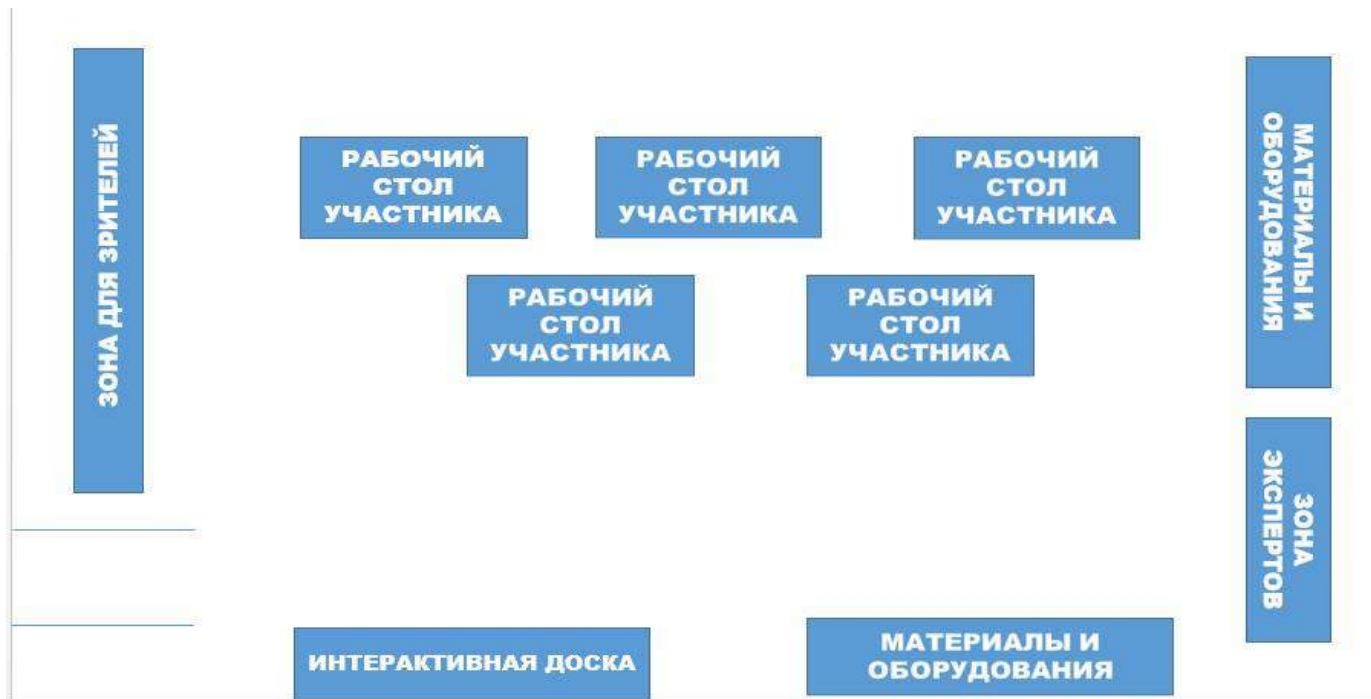 ЗОНА ДЛЯ ЗРИТЕЛЕЙ
РАБОЧИЙ
СТОЛ
УЧАСТНИКА
РАБОЧИЙ
СТОЛ
УЧАСТНИКА
РАБОЧИЙ
СТОЛ
УЧАСТНИКА
РАБОЧИЙ
СТОЛ
УЧАСТНИКА
РАБОЧИЙ
СТОЛ
УЧАСТНИКА
МАТЕРИАЛЫ И
ОБОРУДОВАНИЯ
ЗОНА
ЭКСПЕРТОВ
ИНТЕРАКТИВНАЯ ДОСКА
МАТЕРИАЛЫ И
ОБОРУДОВАНИЯ